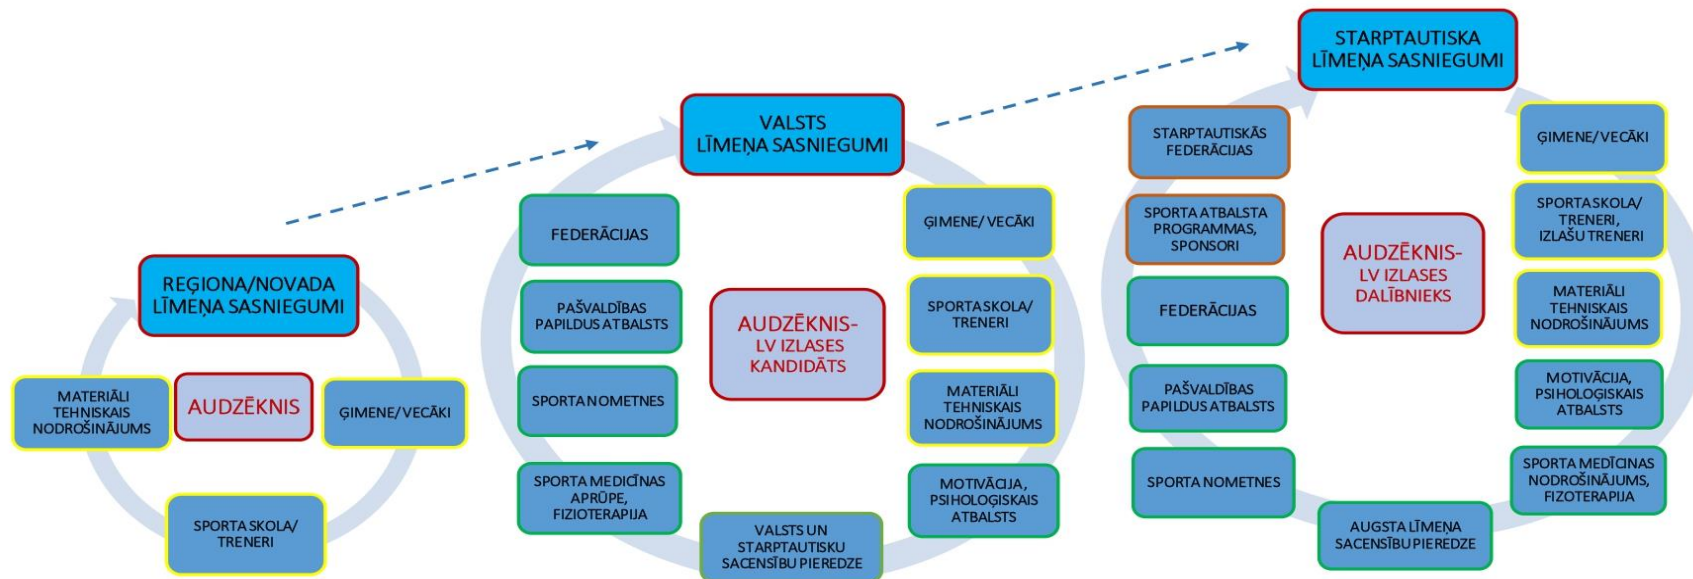 REĢIONA/NOVADA
LĪMEŅA SASNIEGUMI
MATERIĀLI
TEHNISKAIS
NODROŠINĀJUMS
AUDZĒKNIS
ĢIMENE/ VECĀKI
SPORTA SKOLA/
TRENERI
VALSTS
LĪMEŅA SASNIEGUMI
FEDERĀCIJAS
PAŠVALDĪBAS
PAPILDUS ATBALSTS
SPORTA NOMETNES
SPORTA MEDICĪNAS
APRŪPE,
FIZIOTERAPIJA
AUDZĒKNIS-
LV IZLASES
KANDIDĀTS
ĢIMENE/ VECĀKI
SPORTA SKOLA/
TRENERI
MATERIĀLI
TEHNISKAIS
NODROŠINĀJUMS
MOTIVĀCIJA,
PSIHOLOĢISKAIS
ATBALSTS
VALSTS UN
STARPTAUTISKU
SACENSĪBU PIEREDZE
STARPTAUTISKA
LĪMEŅA SASNIEGUMI
STARPTAUTISKĀS
FEDERĀCIJAS
SPORTA ATBALSTA
PROGRAMMAS,
SPONSORI
FEDERĀCIJAS
PAŠVALDĪBAS
PAPILDUS ATBALSTS
SPORTA NOMETNES
AUDZĒKNIS-
LV IZLASES
DALĪBNIEKS
ĢIMENE/ VECĀKI
SPORTA SKOLA/
TRENERI,
IZLAŠU TRENERI
MATERIĀLI
TEHNISKAIS
NODROŠINĀJUMS
MOTIVĀCIJA,
PSIHOLOĢISKAIS
ATBALSTS
SPORTA MEDĪCINAS
NODROŠINĀJUMS,
FIZOTERAPIJA
AUGSTA LĪMEŅA
SACENSĪBU PIEREDZE